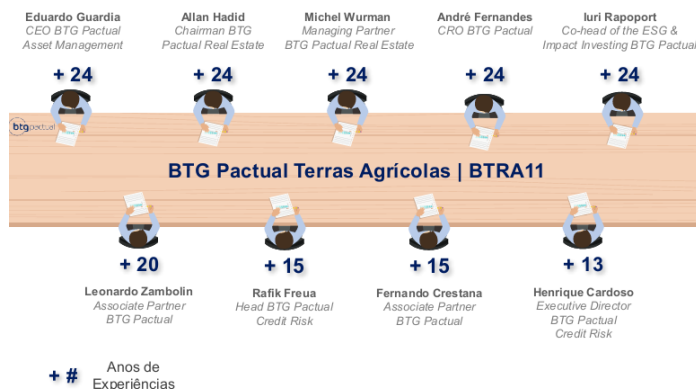 Eduardo Guardia
CEO BTG Pactual
Asset Management
+ 24
Allan Hadid
Chairman BTG
Pactual Real Estate
+ 24
Michel Wurman
Managing Partner
BTG Pactual Real Estate
+ 24
André Fernandes
CRO BTG Pactual
+ 24
Iuri Rapoport
Co-head of the ESG &
Impact Investing BTG Pactual
+ 24
btgpactual
BTG Pactual Terras Agrícolas | BTRA11
+ 20
Leonardo Zambolin
Associate Partner
BTG Pactual
+ 15
Rafik Freua
Head BTG Pactual
Credit Risk
+ 15
Fernando Crestana
Associate Partner
BTG Pactual
+ 13
Henrique Cardoso
Executive Director
BTG Pactual
Credit Risk
+ #
Anos de
Experiências